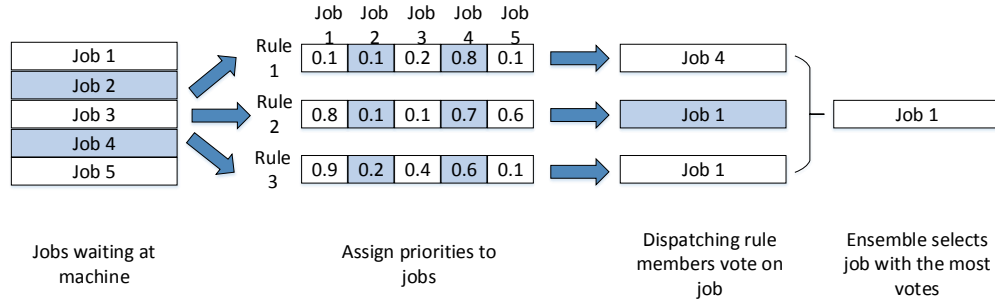 Job 1
Job 2
Job 3
Job 4
Job 5
Job 1 Job 2 Job 3 Job 4 Job 5
Rule 1 0.1 0.1 0.2 0.8 0.1
Rule 2 0.8 0.1 0.1 0.7 0.6
Rule 3 0.9 0.2 0.4 0.6 0.1
Job 4
Job 1
Job 1
Job 1
Jobs waiting at
machine
Assign priorities to
jobs
Dispatching rule
members vote on
job
Ensemble selects
job with the most
votes